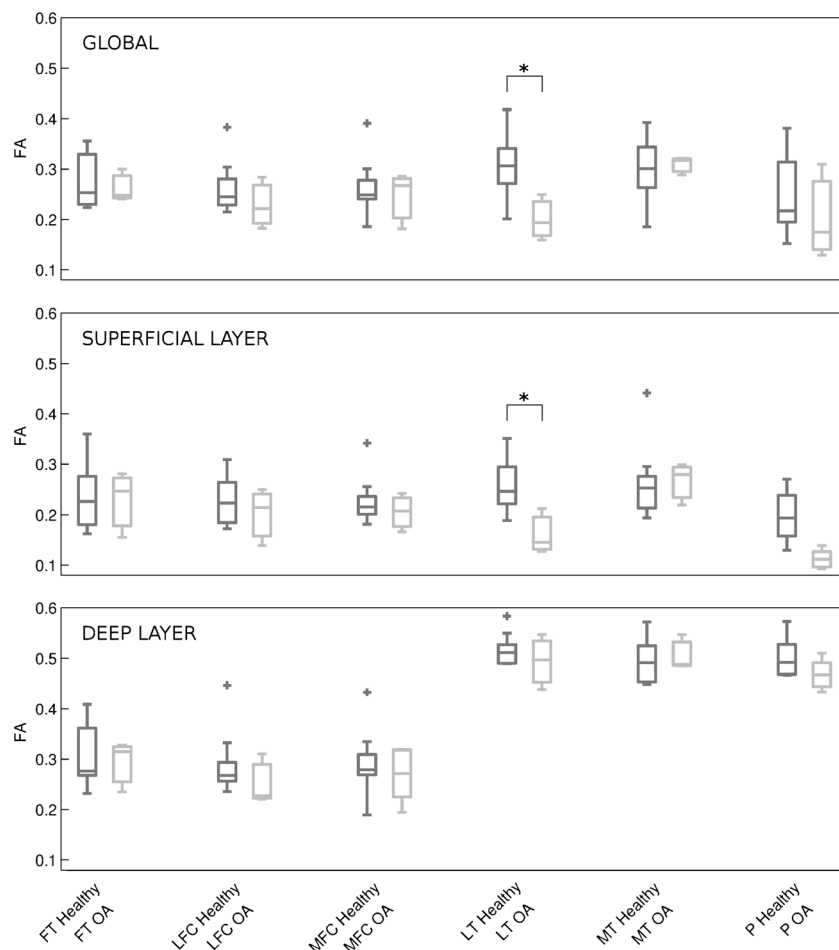 0.6
GLOBAL
0.5
*
0.4
FA
0.3
0.2
0.1
0.6
SUPERFICIAL LAYER
0.5
*
0.4
FA
0.3
0.2
0.1
0.6
DEEP LAYER
0.5
0.4
FA
0.3
0.2
0.1
FT Healthy
FT OA
LFC Healthy
LFC OA
MFC Healthy
MFC OA
LT Healthy
LT OA
MT Healthy
MT OA
P Healthy
P OA